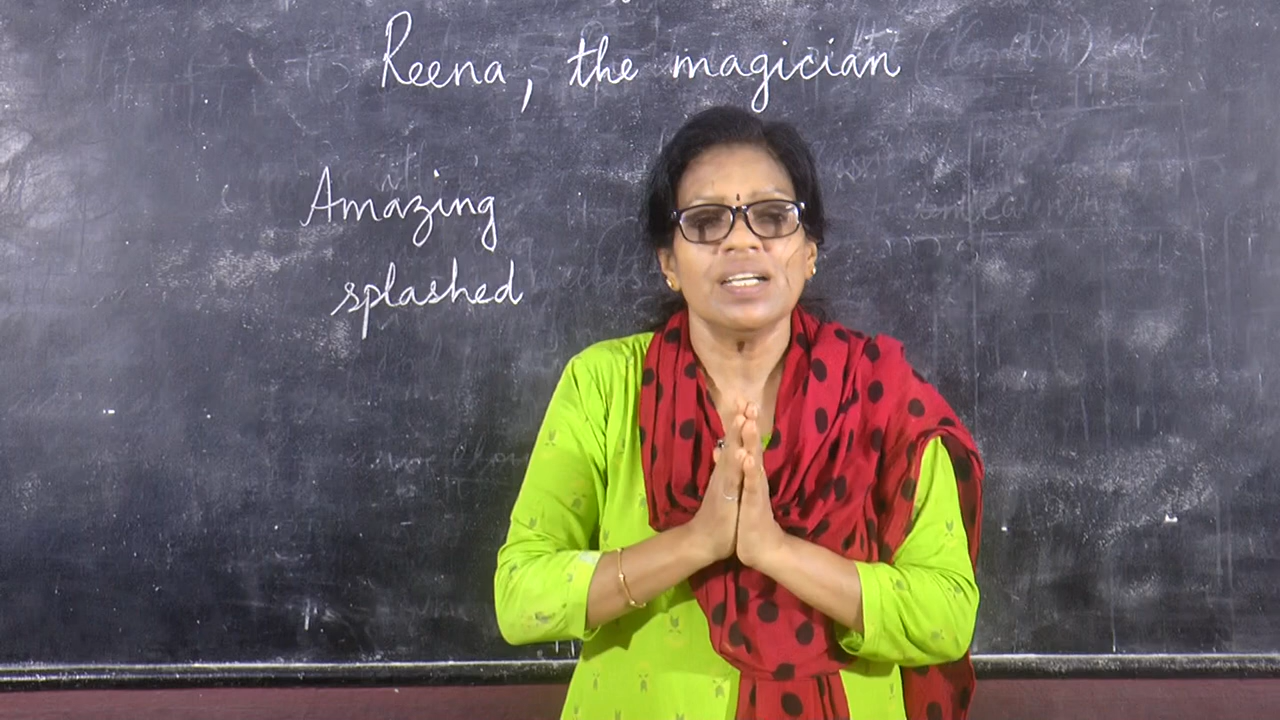 Reena, the magician
Amazing
splashed